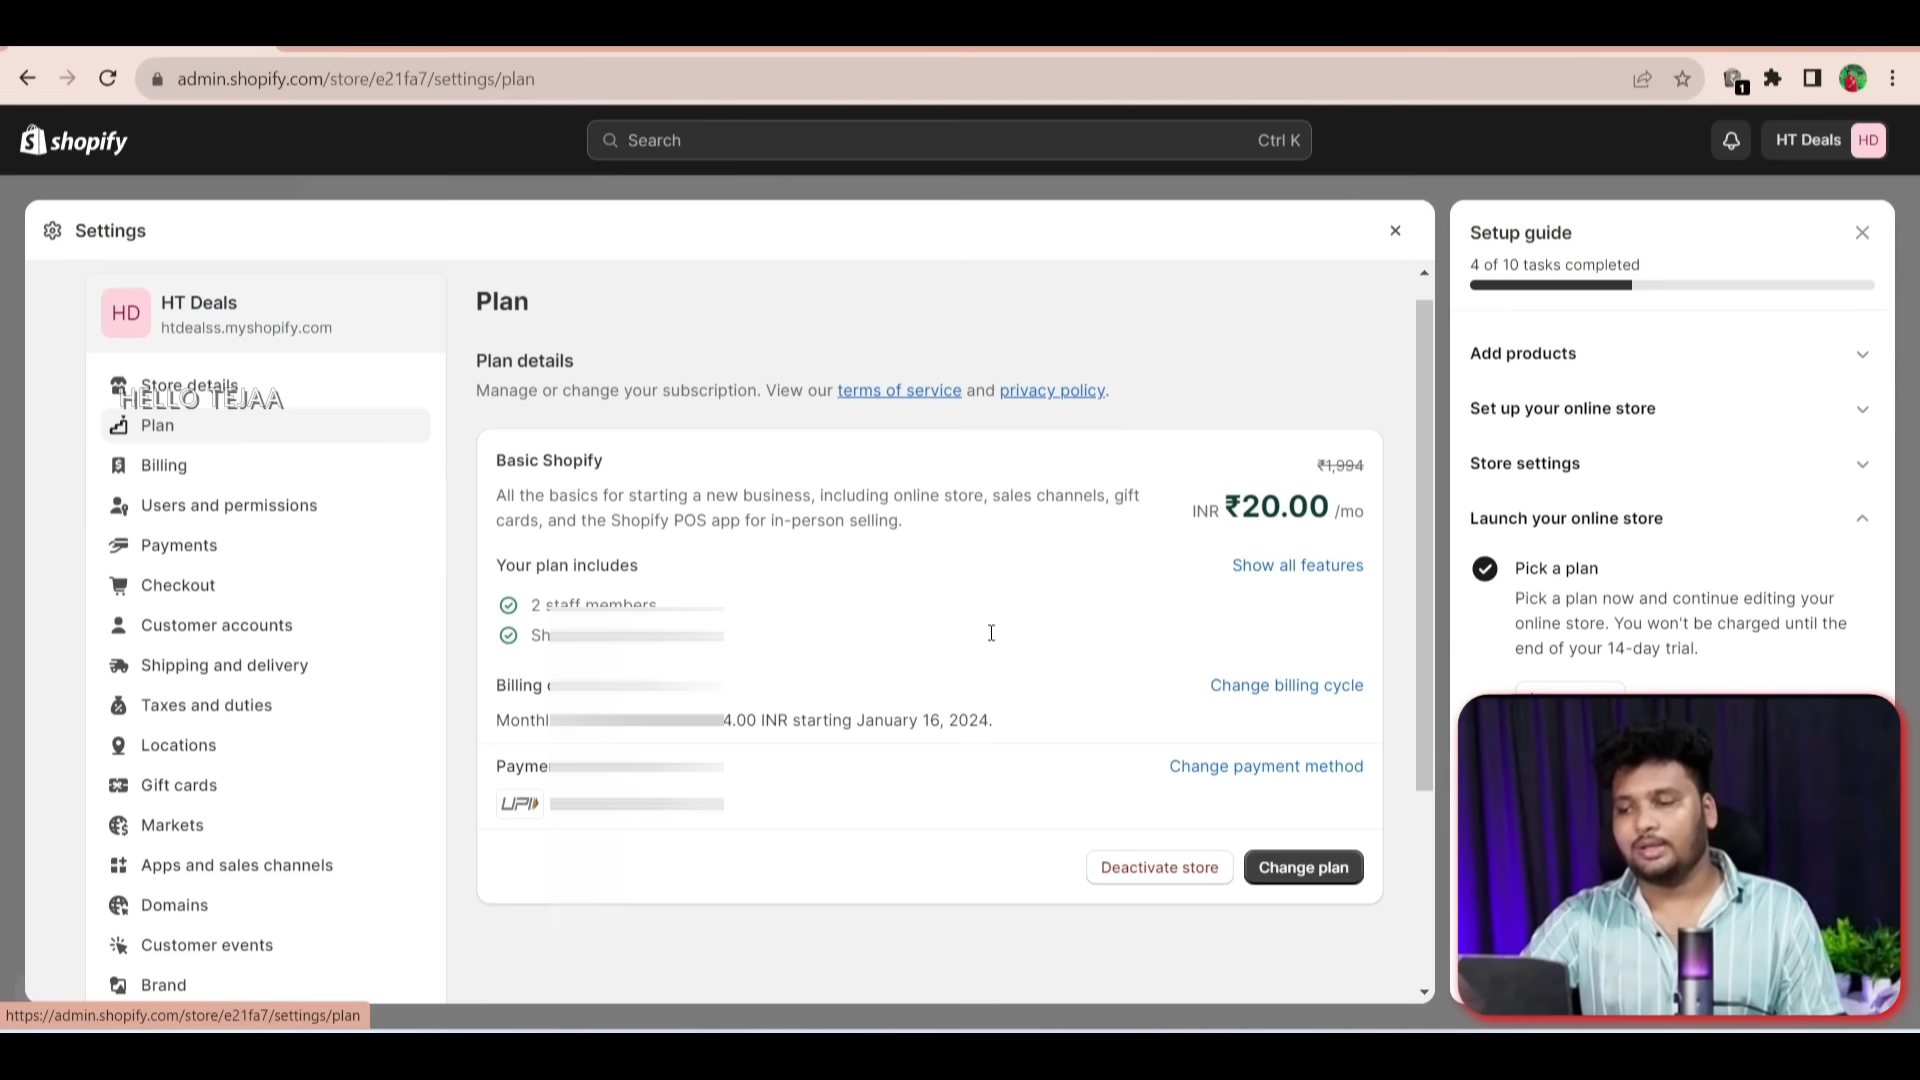 admin.shopify.com/store/e21fa7/settings/plan
1
shopify
Search
Ctrl K
HT Deals
HD
Settings
HD
HT Deals
htdealss.myshopify.com
Store details
HELLO TEJAA
Plan
Billing
Users and permissions
Payments
Checkout
Customer accounts
Shipping and delivery
Taxes and duties
Locations
Gift cards
Markets
Apps and sales channels
Domains
Customer events
Brand
Plan
Plan details
Manage or change your subscription. View our terms of service and privacy policy.
Basic Shopify
₹1,994
All the basics for starting a new business, including online store, sales channels, gift
cards, and the Shopify POS app for in-person selling.
INR ₹20.00 /mo
Your plan includes
Show all features
2 staff members
Billing
Change billing cycle
4.00 INR starting January 16, 2024.
Change payment method
UPI
Deactivate store
Change plan
Setup guide
4 of 10 tasks completed
Add products
Set up your online store
Store settings
Launch your online store
Pick a plan
Pick a plan now and continue editing your
online store. You won't be charged until the
end of your 14-day trial.
https://admin.shopify.com/store/e21fa7/settings/plan